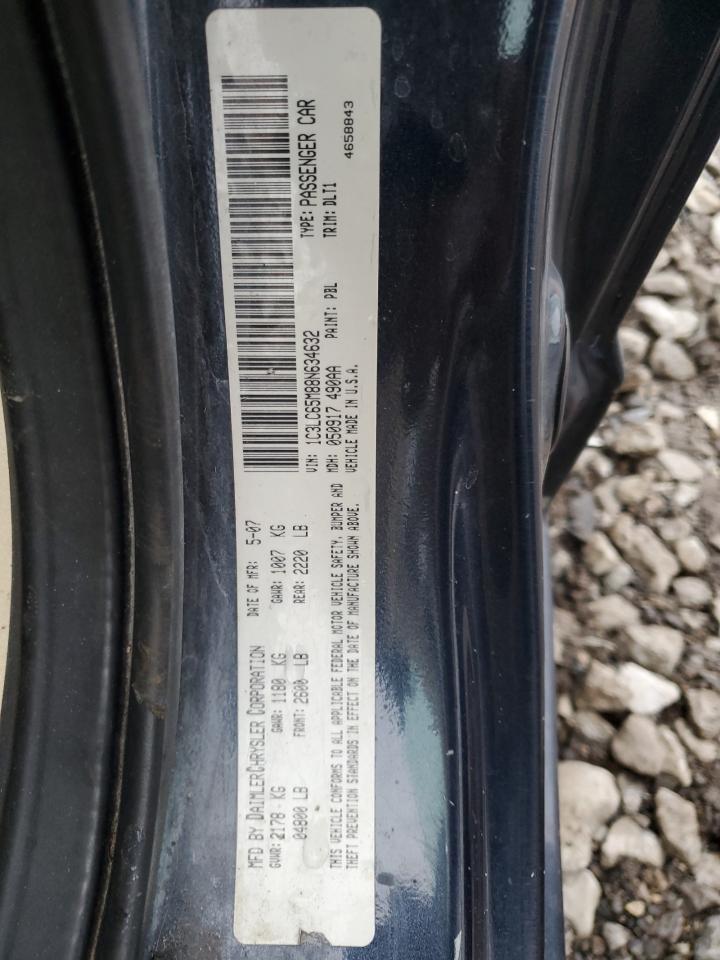 MFD BY DAIMLERCHRYSLER CORPORATION DATE OF MFR: 5-07
GVWR: 2178 KG GAWR: 1180 KG GAWR: 1007 KG
04800 LB FRONT: 2600 LB REAR: 2220 LB
THIS VEHICLE CONFORMS TO ALL APPLICABLE FEDERAL MOTOR VEHICLE SAFETY, BUMPER AND
THEFT PREVENTION STANDARDS IN EFFECT ON THE DATE OF MANUFACTURE SHOWN ABOVE.
VIN: 1C3LC65M88N634632 TYPE: PASSENGER CAR
MDH: 050917 490AA PAINT: PBL TRIM: DLT1
VEHICLE MADE IN U.S.A. 4658843